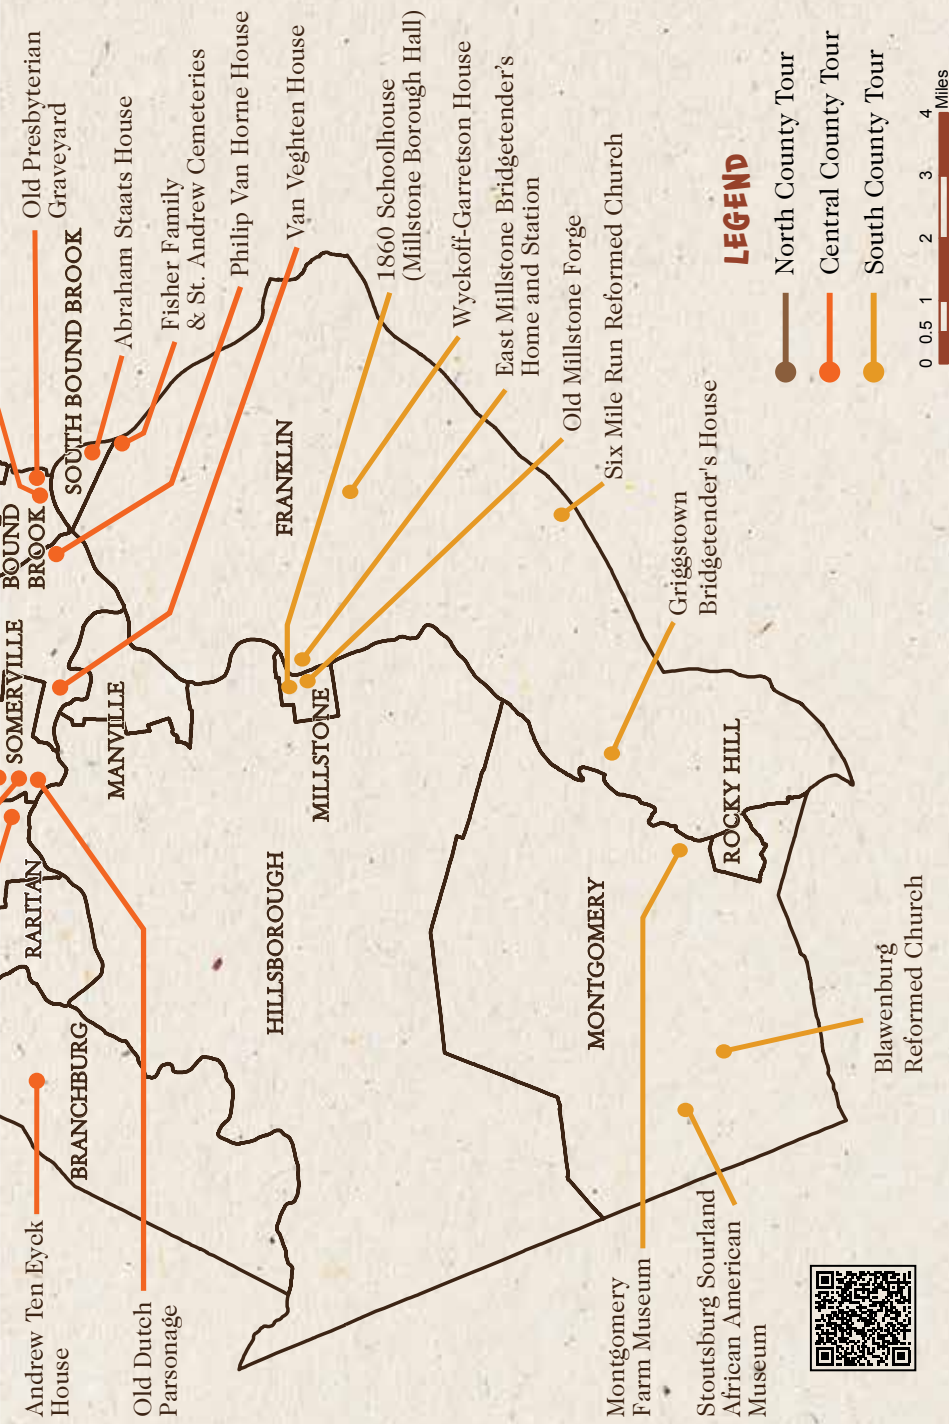 Old Presbyterian
Graveyard
Abraham Staats House
Fisher Family
& St. Andrew Cemeteries
Philip Van Horne House
Van Veghten House
1860 Schoolhouse
(Millstone Borough Hall)
Wyckoff-Garretson House
East Millstone Bridgetender’s
Home and Station
Old Millstone Forge
Six Mile Run Reformed Church
Griggstown
Bridgetender's House
LEGEND
North County Tour
Central County Tour
South County Tour
0 0.5 1 2 3 4
Miles
SOUTH BOUND BROOK
BOUND
BROOK
FRANKLIN
SOMERVILLE
MANVILLE
MILLSTONE
RARITAN
HILLSBOROUGH
ROCKY HILL
MONTGOMERY
BRANCHBURG
Blawenburg
Reformed Church
Andrew Ten Eyck
House
Old Dutch
Parsonage
Montgomery
Farm Museum
Stoutsburg Sourland
African American
Museum